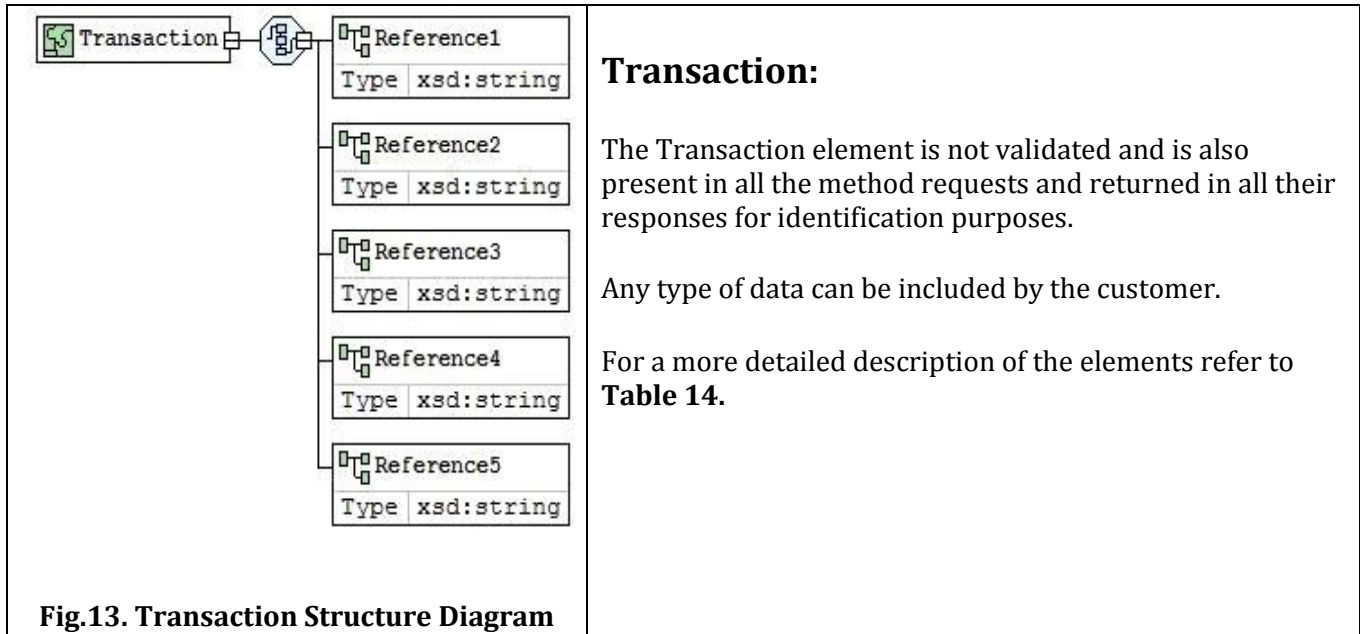 Transaction
Reference1
Type xsd:string
Reference2
Type xsd:string
Reference3
Type xsd:string
Reference4
Type xsd:string
Reference5
Type xsd:string
Fig.13. Transaction Structure Diagram
Transaction:
The Transaction element is not validated and is also
present in all the method requests and returned in all their
responses for identification purposes.
Any type of data can be included by the customer.
For a more detailed description of the elements refer to
Table 14.